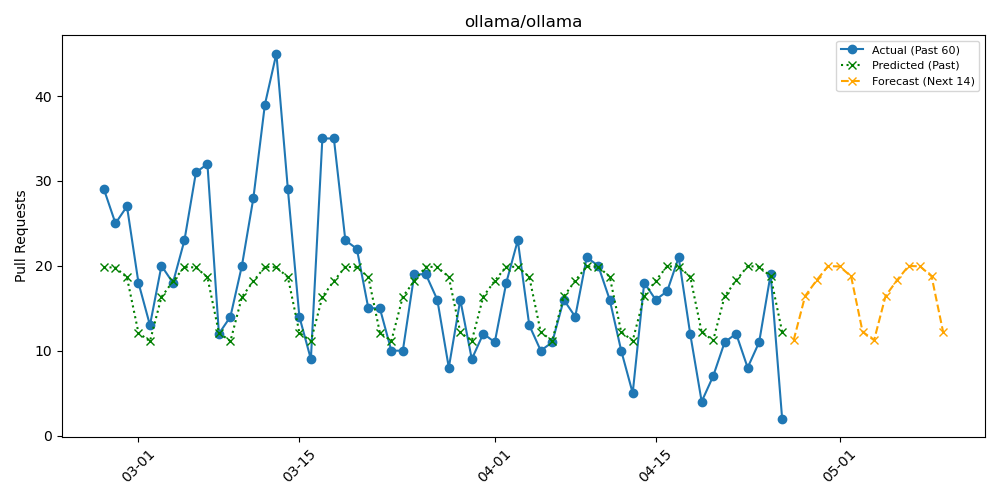 ollama/ollama
Actual (Past 60)
Predicted (Past)
Forecast (Next 14)
Pull Requests
40
30
20
10
0
03-01
03-15
04-01
04-15
05-01